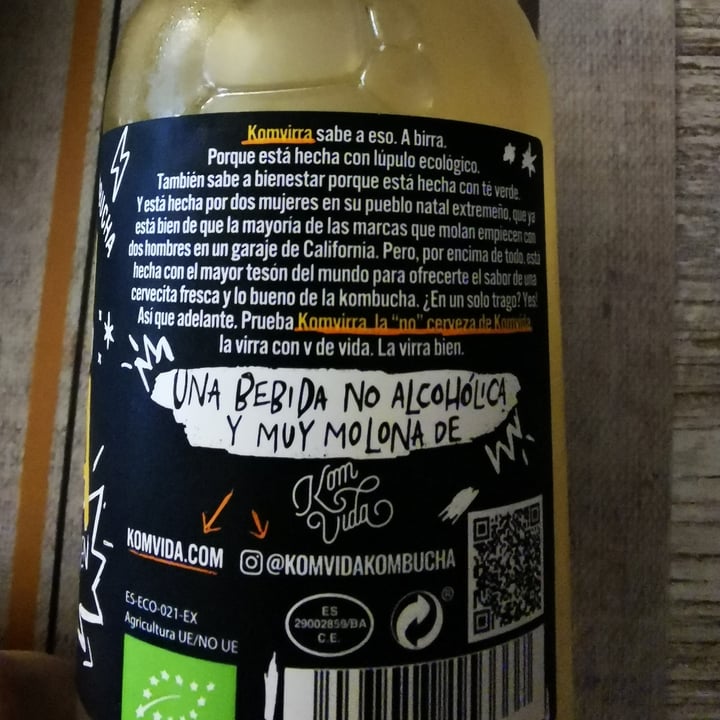 Komvirra sabe a eso. A birra.
Porque está hecha con lúpulo ecológico.
También sabe a bienestar porque está hecha con té verde.
Y está hecha por dos mujeres en su pueblo natal extremeño, que ya
está bien de que la mayoría de las marcas que molan empiecen con
dos hombres en un garaje de California. Pero, por encima de todo, está
hecha con el mayor tesón del mundo para ofrecerte el sabor de una
cervecita fresca y lo bueno de la kombucha. ¿En un solo trago? Yes!
Así que adelante. Prueba Komvirra, la "no" cerveza de Komvida,
la virra con v de vida. La virra bien.
UNA BEBIDA NO ALCOHÓLICA
Y MUY MOLONA DE
Kom
Vida
KOMVIDA.COM
@KOMVIDAKOMBUCHA
ES-ECO-021-EX
Agricultura UE/NO UE
ES
29002859/BA
C.E.
®
BUCHA